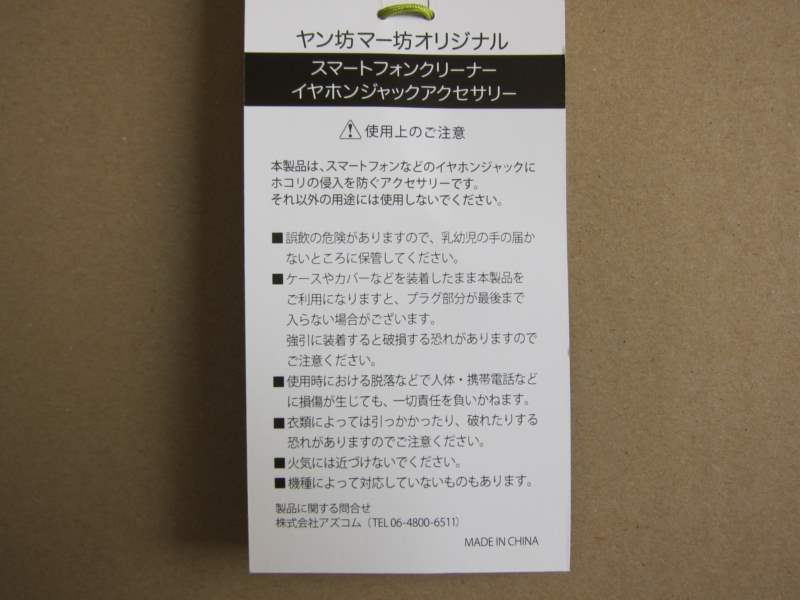 ヤン坊マー坊オリジナル
スマートフォンクリーナー
イヤホンジャックアクセサリー
使用上のご注意
本製品は、スマートフォンなどのイヤホンジャックに
ホコリの侵入を防ぐアクセサリーです。
それ以外の用途には使用しないでください。
■誤飲の危険がありますので、乳幼児の手の届か
ないところに保管してください。
■ケースやカバーなどを装着したまま本製品を
ご利用になりますと、プラグ部分が最後まで
入らない場合がございます。
強引に装着すると破損する恐れがありますので
ご注意ください。
■使用時における脱落などで人体・携帯電話など
に損傷が生じても、一切責任を負いかねます。
■衣類によっては引っかかったり、破れたりする
恐れがありますのでご注意ください。
■火気には近づけないでください。
■機種によって対応していないものもあります。
製品に関する問合せ
株式会社アズコム（TEL 06-4800-6511）
MADE IN CHINA